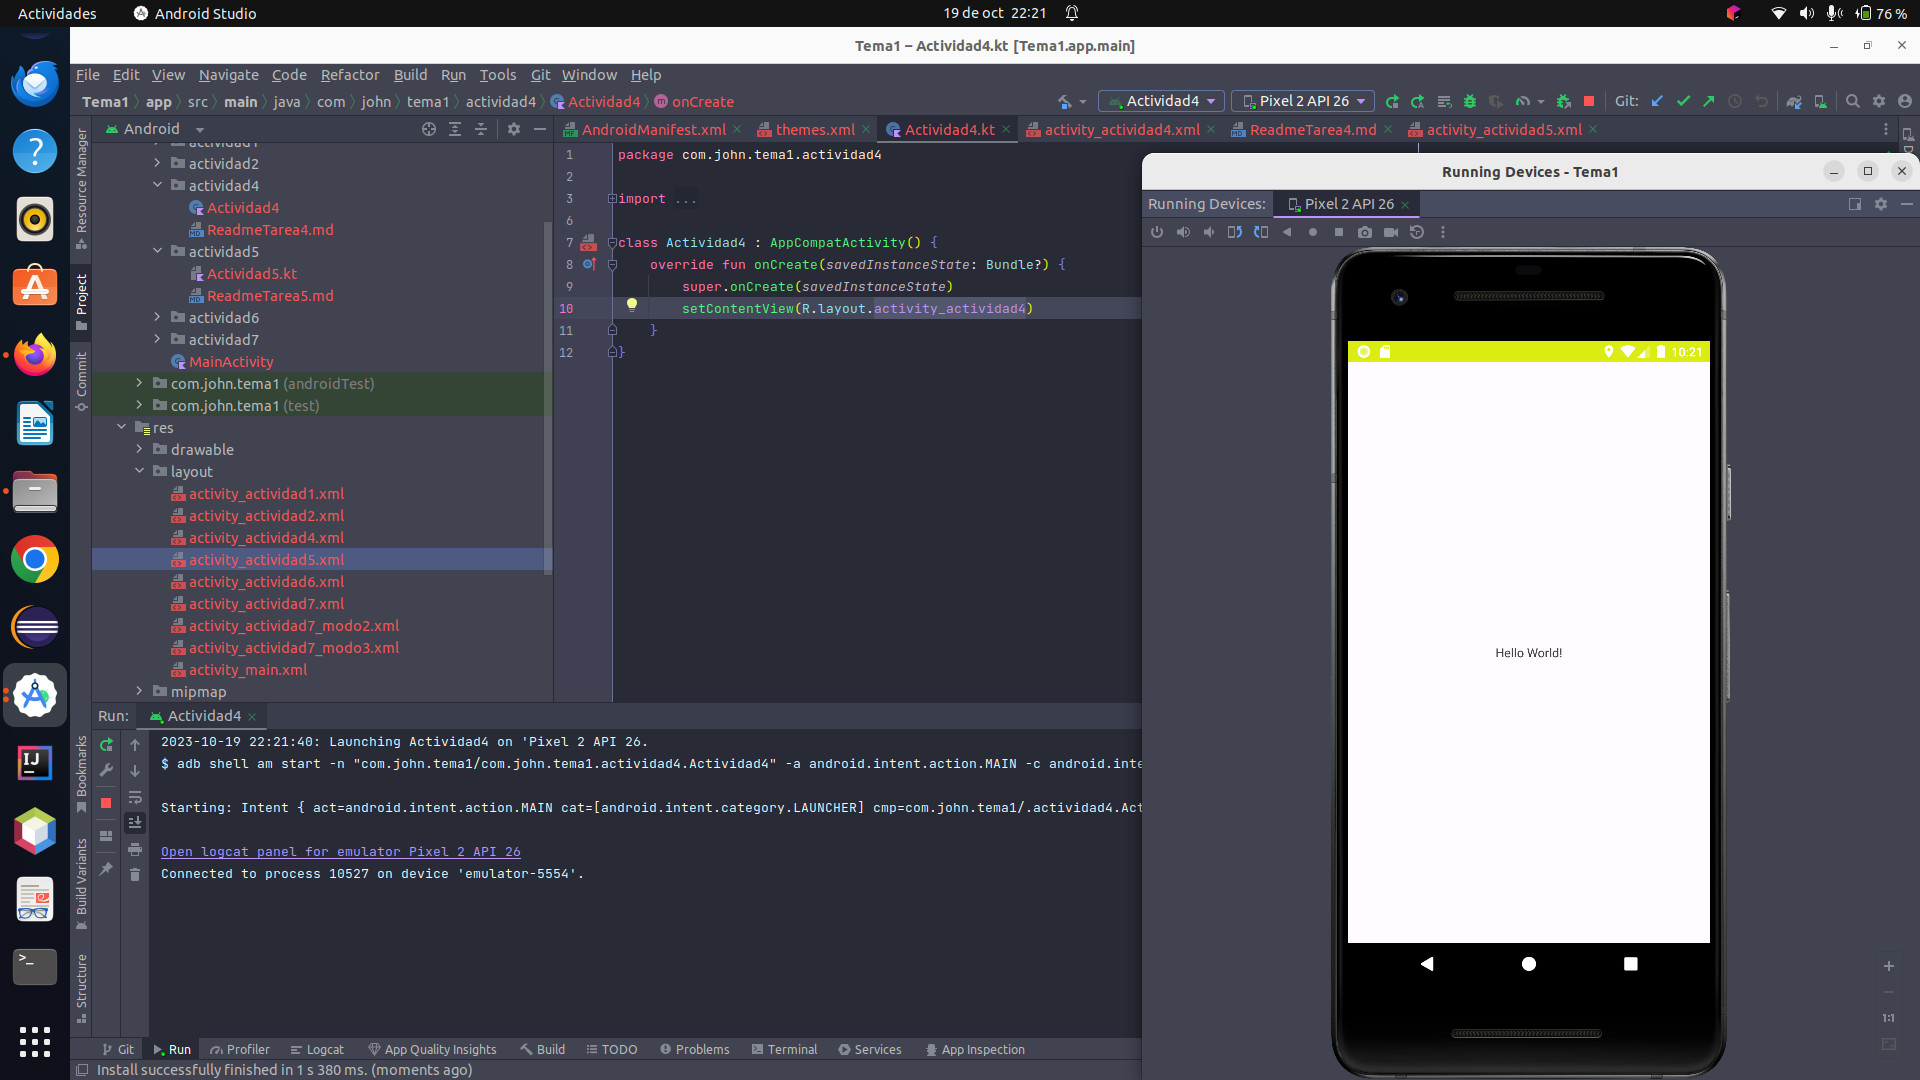 Actividades
Android Studio
19 de oct 22:21
76 %
Tema1 – Actividad4.kt [Tema1.app.main]
File Edit View Navigate Code Refactor Build Run Tools Git Window Help
Tema1 app src main java com john tema1 actividad4 Actividad4 onCreate
Actividad4
Pixel 2 API 26
Git:
Android
AndroidManifest.xml
themes.xml
Actividad4.kt
activity_actividad4.xml
ReadmeTarea4.md
activity_actividad5.xml
Resource Manager
Project
Commit
Bookmarks
Build Variants
Structure
actividad1
actividad2
actividad4
Actividad4
ReadmeTarea4.md
actividad5
Actividad5.kt
ReadmeTarea5.md
actividad6
actividad7
MainActivity
com.john.tema1 (androidTest)
com.john.tema1 (test)
res
drawable
layout
activity_actividad1.xml
activity_actividad2.xml
activity_actividad4.xml
activity_actividad5.xml
activity_actividad6.xml
activity_actividad7.xml
activity_actividad7_modo2.xml
activity_actividad7_modo3.xml
activity_main.xml
mipmap
1 package com.john.tema1.actividad4
2
3 import ...
6
7 class Actividad4 : AppCompatActivity() {
8 override fun onCreate(savedInstanceState: Bundle?) {
9 super.onCreate(savedInstanceState)
10 setContentView(R.layout.activity_actividad4)
11 }
12 }
Running Devices - Tema1
Running Devices: Pixel 2 API 26
10:21
Hello World!
1:1
Run: Actividad4
2023-10-19 22:21:40: Launching Actividad4 on 'Pixel 2 API 26.
$ adb shell am start -n "com.john.tema1/com.john.tema1.actividad4.Actividad4" -a android.intent.action.MAIN -c android.inte
Starting: Intent { act=android.intent.action.MAIN cat=[android.intent.category.LAUNCHER] cmp=com.john.tema1/.actividad4.Act
Open logcat panel for emulator Pixel 2 API 26
Connected to process 10527 on device 'emulator-5554'.
Git Run Profiler Logcat App Quality Insights Build TODO Problems Terminal Services App Inspection
Install successfully finished in 1 s 380 ms. (moments ago)